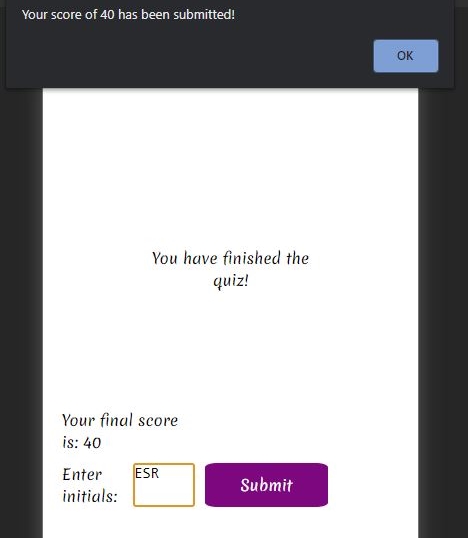 Your score of 40 has been submitted!
OK
You have finished the
quiz!
Your final score
is: 40
Enter
initials:
ESR
Submit